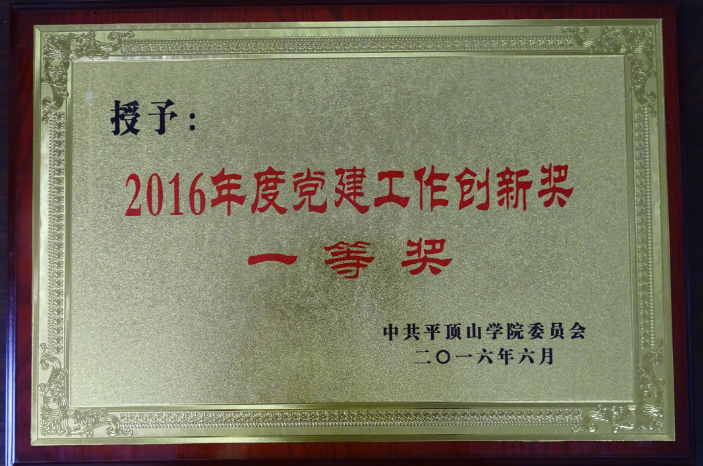 授予：
2016年度党建工作创新奖
一等奖
中共平顶山学院委员会
二〇一六年六月